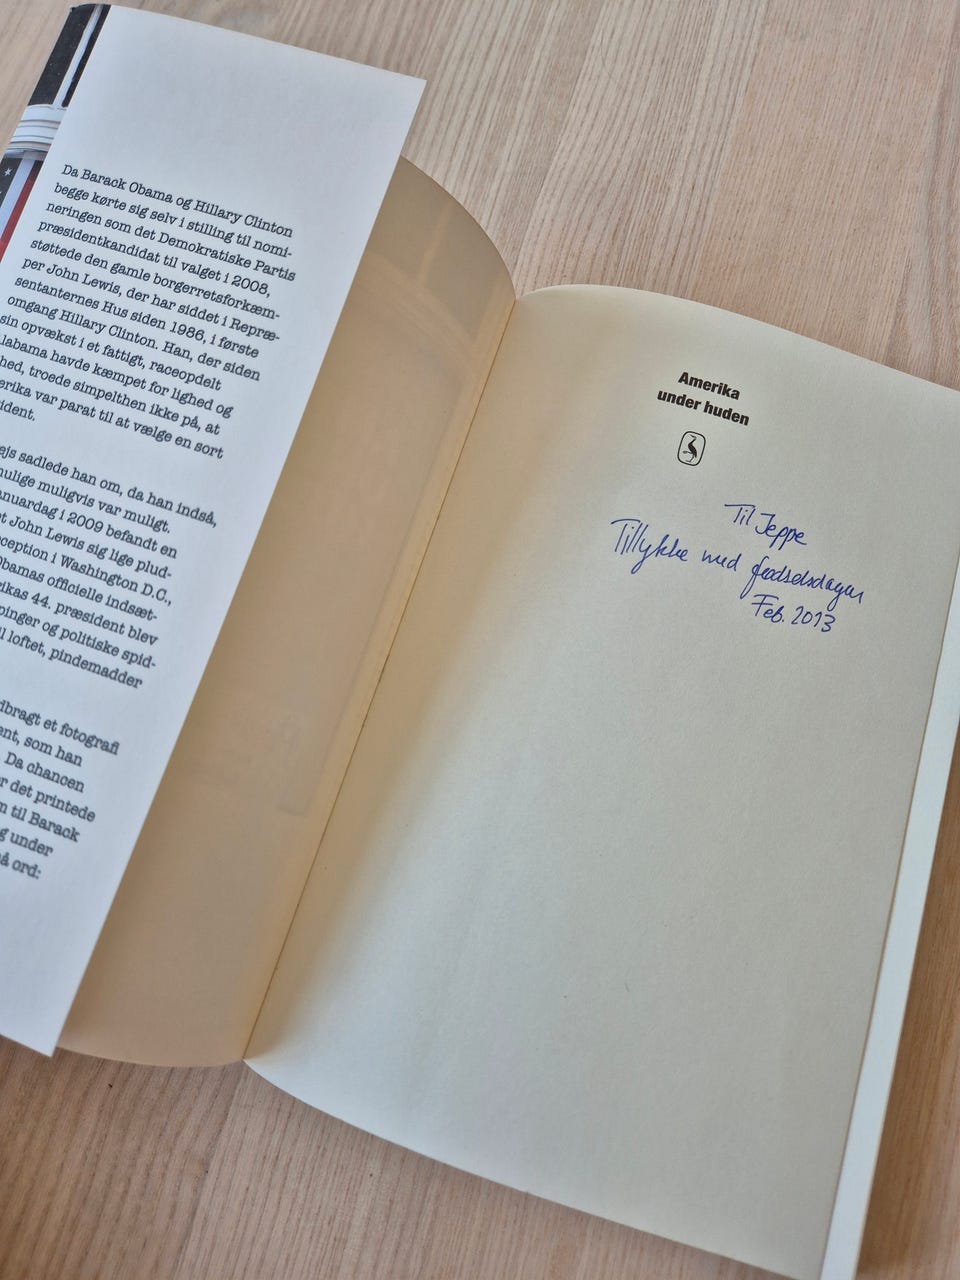 Da Barack Obama og Hillary Clinton
begge kørte sig selv i stilling til nomi-
neringen som det Demokratiske Partis
præsidentkandidat til valget i 2008,
støttede den gamle borgerretsforkæm-
per John Lewis, der har siddet i Repræ-
sentanternes Hus siden 1986, i første
omgang Hillary Clinton. Han, der siden
sin opvækst i et fattigt, raceopdelt
labama havde kæmpet for lighed og
hed, troede simpelthen ikke på, at
erika var parat til at vælge en sort
ident.
ejs sadlede han om, da han indså,
mulige muligvis var muligt.
anuardag i 2009 befandt en
t John Lewis sig lige plud-
ception i Washington D.C.,
Obamas officielle indsæt-
rikas 44. præsident blev
pinger og politiske spid-
il loftet, pindemadder
dbragt et fotografi
ent, som han
. Da chancen
r det printede
m til Barack
g under
å ord:
Amerika
under huden
Til Jeppe
Tillykke med fødselsdagen
Feb. 2013